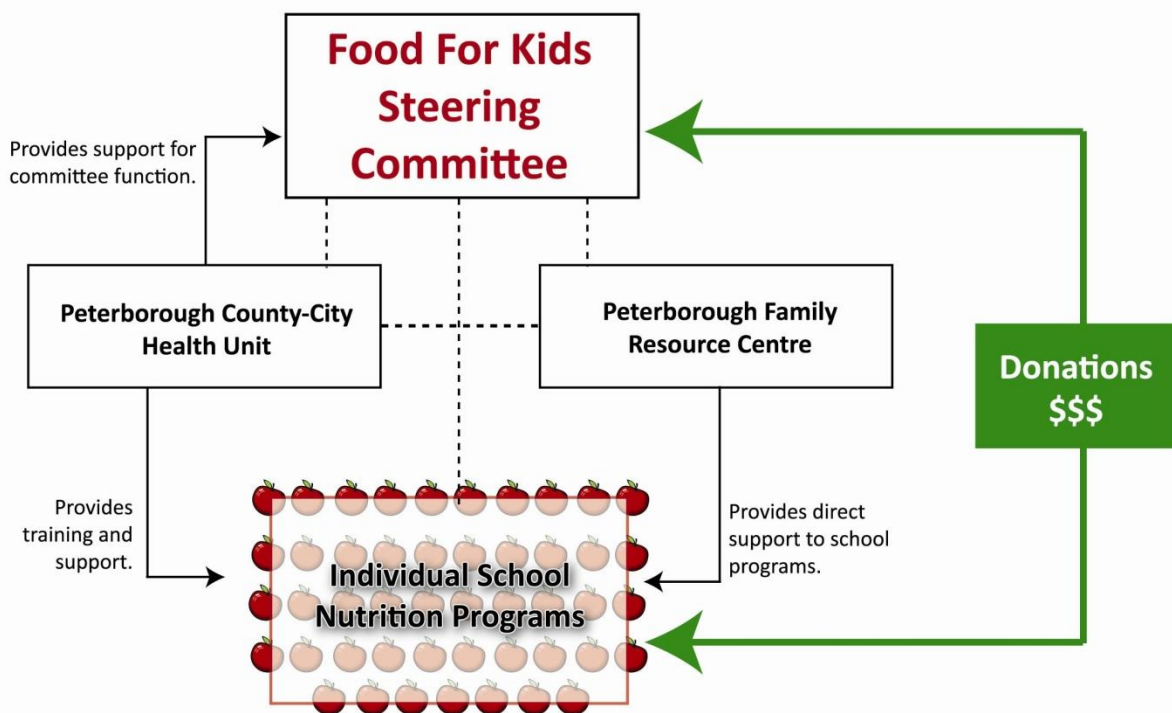 Food For Kids
Steering
Committee
Provides support for
committee function.
Peterborough County-City
Health Unit
Peterborough Family
Resource Centre
Donations
$$$
Provides
training and
support.
Individual School
Nutrition Programs
Provides direct
support to school
programs.